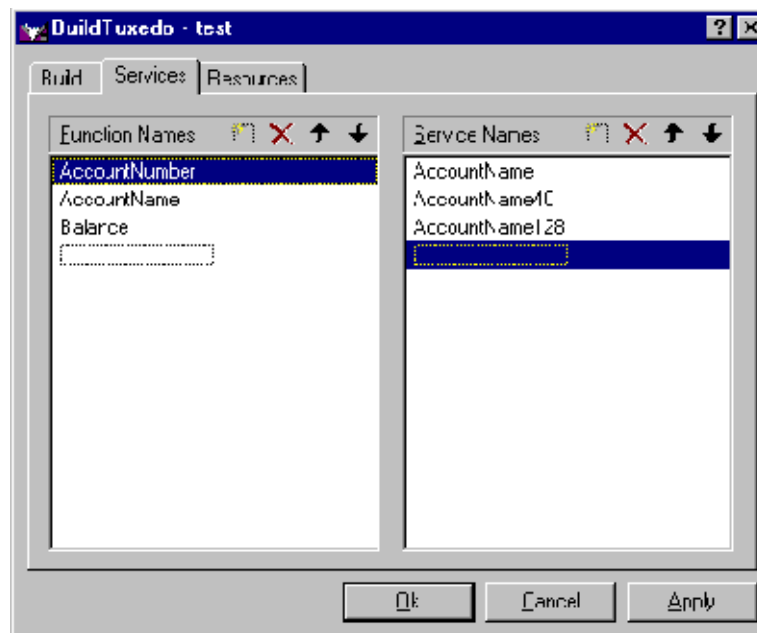 BuildTuxedo - test
Build Services Resources
Function Names
AccountNumber
AccountName
Balance
Service Names
AccountName
AccountName40
AccountName128
Ok Cancel Apply